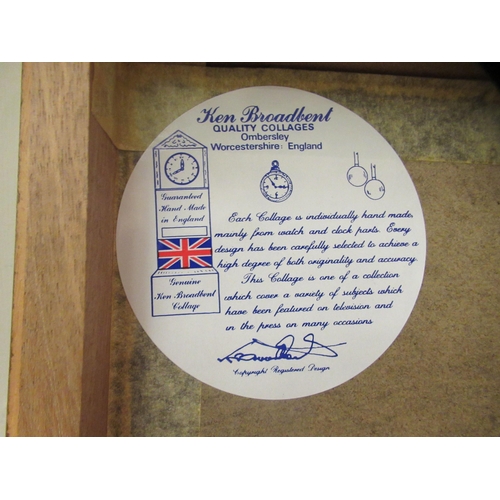 Ken Broadbent
QUALITY COLLAGES
Ombersley
Worcestershire England
Guaranteed
Hand Made
in England
Genuine
Ken Broadbent
Collage
Each Collage is individually hand made,
mainly from watch and clock parts. Every
design has been carefully selected to achieve a
high degree of both originality and accuracy.
This Collage is one of a collection
which cover a variety of subjects which
have been featured on television and
in the press on many occasions
Copyright Registered Design